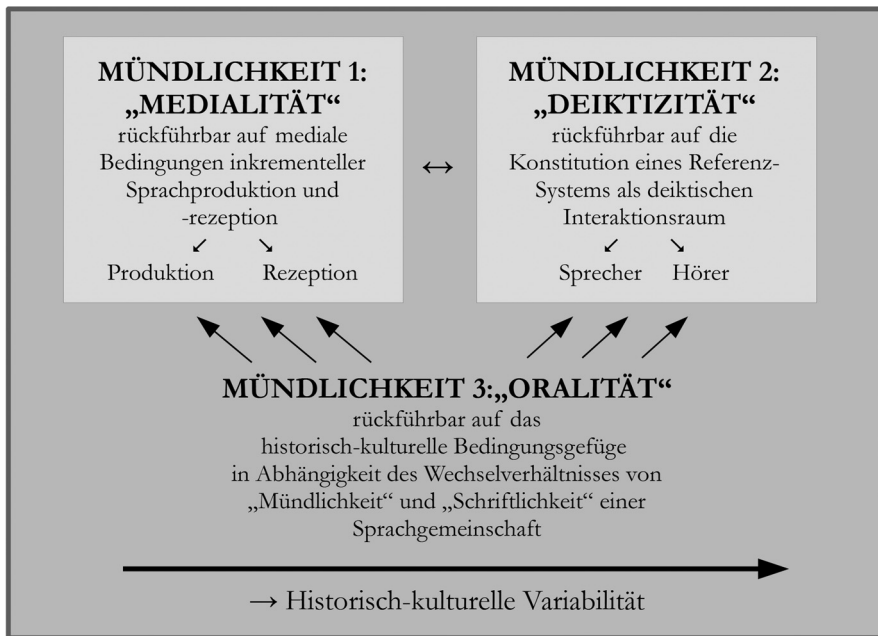 MÜNDLICHKEIT 1:
„MEDIALITÄT“
rückführbar auf mediale
Bedingungen inkrementeller
Sprachproduktion und
-rezeption
↙ ↘
Produktion Rezeption
↔
MÜNDLICHKEIT 2:
„DEIKTIZITÄT“
rückführbar auf die
Konstitution eines Referenz-
Systems als deiktischen
Interaktionsraum
↙ ↘
Sprecher Hörer
MÜNDLICHKEIT 3:„ORALITÄT“
rückführbar auf das
historisch-kulturelle Bedingungsgefüge
in Abhängigkeit des Wechselverhältnisses von
„Mündlichkeit“ und „Schriftlichkeit“ einer
Sprachgemeinschaft
→ Historisch-kulturelle Variabilität